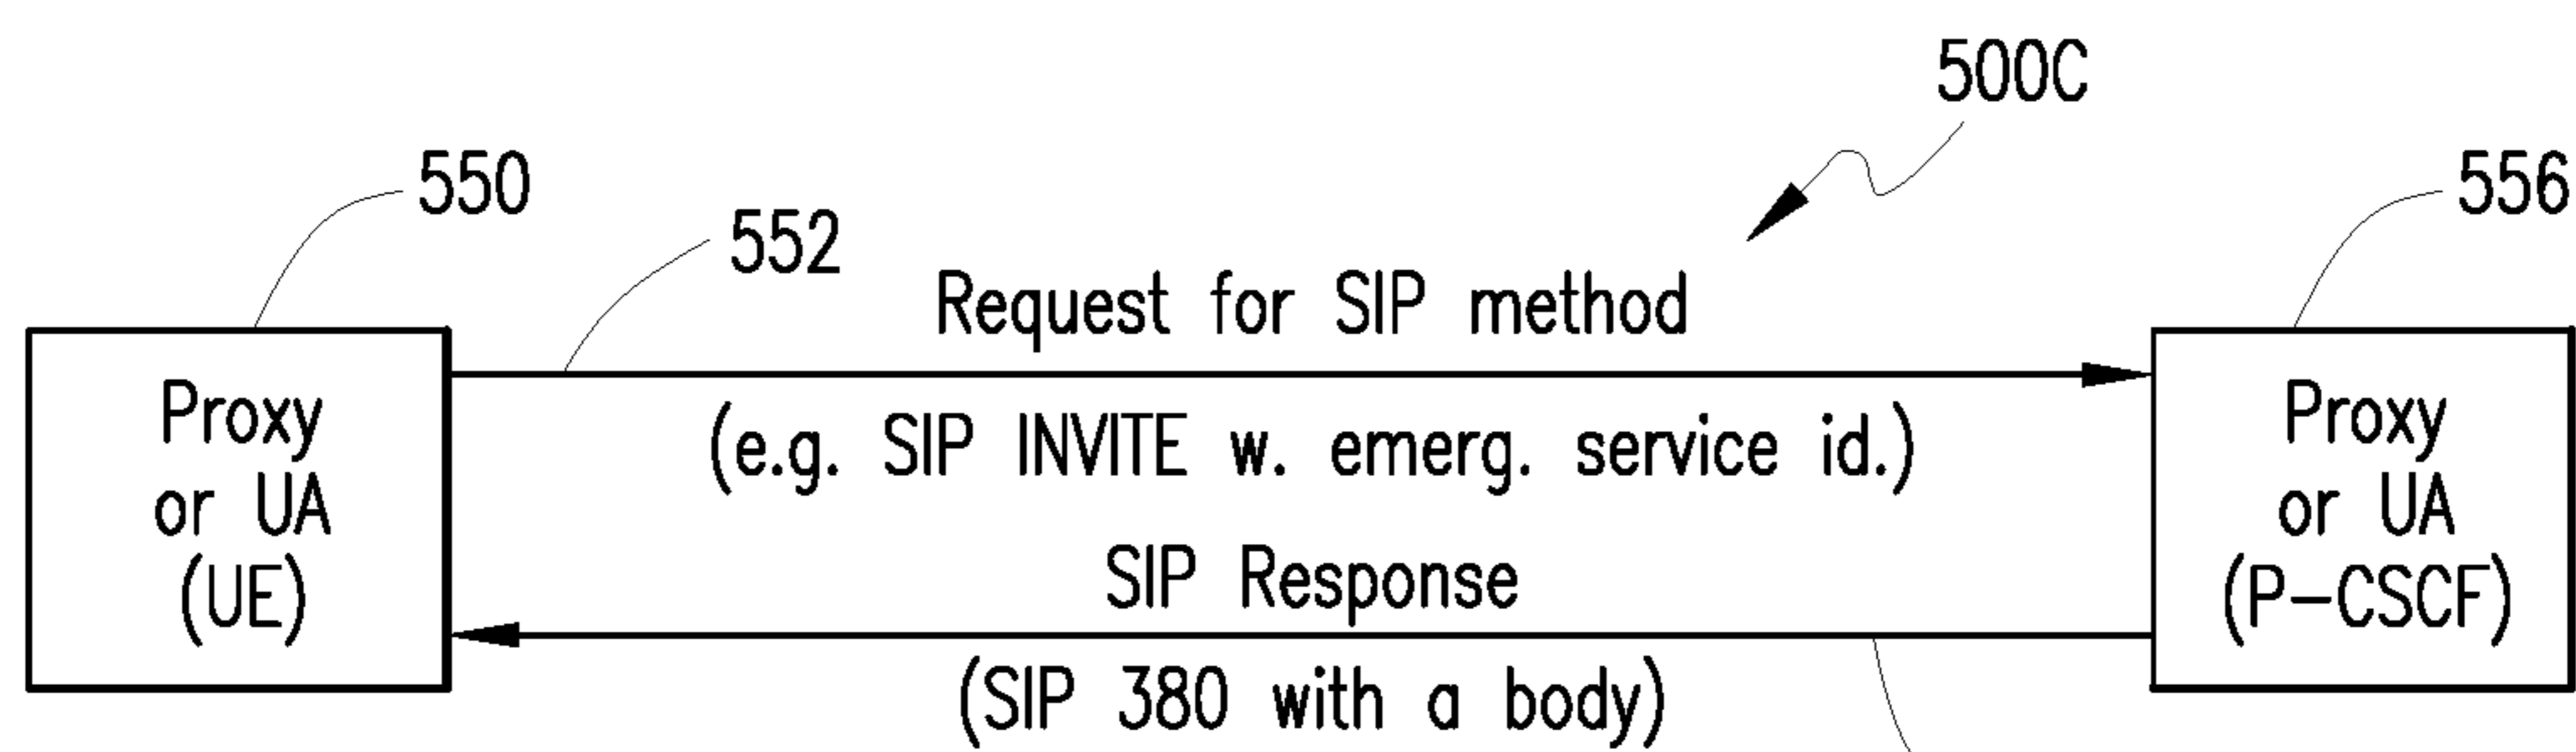 500C
550
556
552
Request for SIP method
(e.g. SIP INVITE w. emerg. service id.)
Proxy
or UA
(UE)
Proxy
or UA
(P-CSCF)
SIP Response
(SIP 380 with a body)